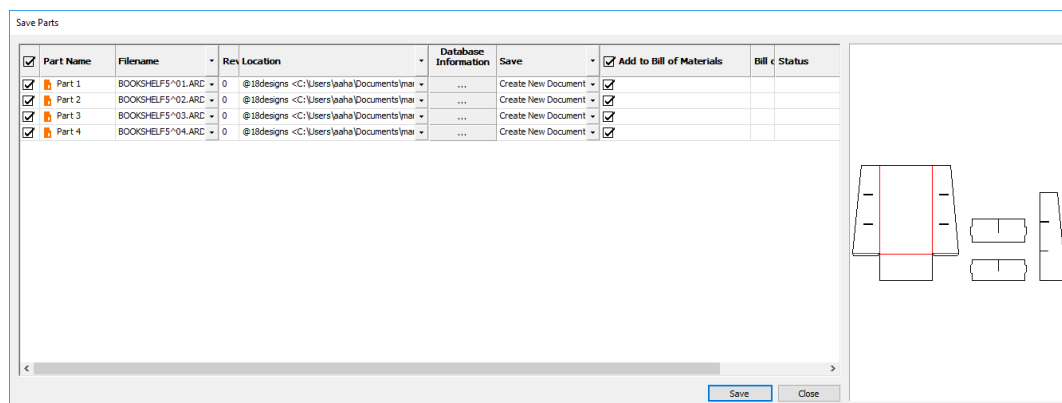 Save Parts
Part Name Filename Rev Location Database Information Save Add to Bill of Materials Bill Status
Part 1 BOOKSHELF5^01.ARD 0 @18designs <C:\Users\aaha\Documents\ma ... Create New Document
Part 2 BOOKSHELF5^02.ARD 0 @18designs <C:\Users\aaha\Documents\ma ... Create New Document
Part 3 BOOKSHELF5^03.ARD 0 @18designs <C:\Users\aaha\Documents\ma ... Create New Document
Part 4 BOOKSHELF5^04.ARD 0 @18designs <C:\Users\aaha\Documents\ma ... Create New Document
Save Close